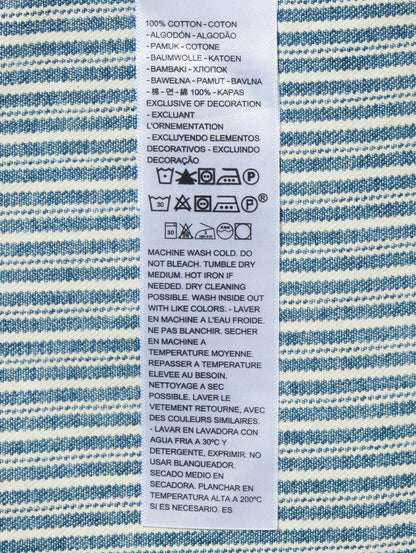 100% COTTON - COTON
- ALGODÓN - ALGODÃO
- PAMUK - COTONE
- BAUMWOLLE - KATOEN
- BAMBAKI - ХЛОПОК
- BAWEŁNA - PAMUT - BAVLNA
- 棉 - 면 - 綿 100% - KAPAS
EXCLUSIVE OF DECORATION
- EXCLUANT
L'ORNEMENTATION
- EXCLUYENDO ELEMENTOS
DECORATIVOS - EXCLUINDO
DECORAÇÃO
P
30 P ®
30
MACHINE WASH COLD. DO
NOT BLEACH. TUMBLE DRY
MEDIUM. HOT IRON IF
NEEDED. DRY CLEANING
POSSIBLE. WASH INSIDE OUT
WITH LIKE COLORS. - LAVER
EN MACHINE A L'EAU FROIDE.
NE PAS BLANCHIR. SECHER
EN MACHINE A
TEMPERATURE MOYENNE.
REPASSER A TEMPERATURE
ELEVEE AU BESOIN.
NETTOYAGE A SEC
POSSIBLE. LAVER LE
VETEMENT RETOURNE, AVEC
DES COULEURS SIMILAIRES.
- LAVAR EN LAVADORA CON
AGUA FRIA A 30ºC Y
DETERGENTE, EXPRIMIR. NO
USAR BLANQUEADOR.
SECADO MEDIO EN
SECADORA. PLANCHAR EN
TEMPERATURA ALTA A 200ºC
SI ES NECESARIO. ES